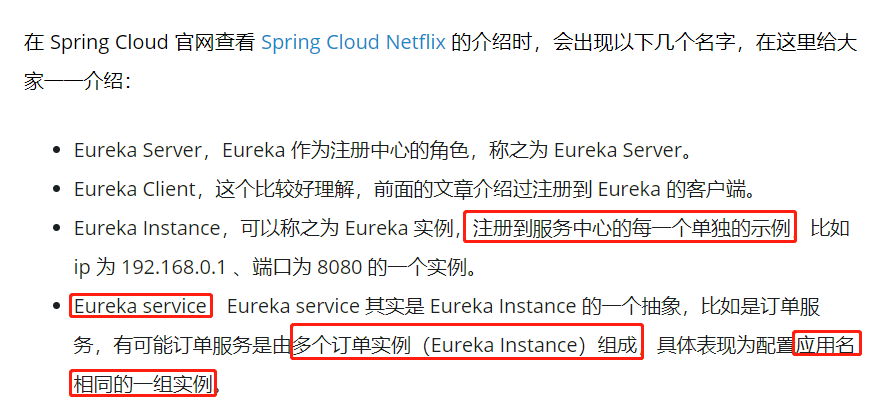 在 Spring Cloud 官网查看 Spring Cloud Netflix 的介绍时，会出现以下几个名字，在这里给大
家一一介绍：
Eureka Server，Eureka 作为注册中心的角色，称之为 Eureka Server。
Eureka Client，这个比较好理解，前面的文章介绍过注册到 Eureka 的客户端。
Eureka Instance，可以称之为 Eureka 实例，注册到服务中心的每一个单独的示例 比如
ip 为 192.168.0.1 、端口为 8080 的一个实例。
Eureka service Eureka service 其实是 Eureka Instance 的一个抽象，比如是订单服
务，有可能订单服务是由多个订单实例（Eureka Instance）组成，具体表现为配置应用名
相同的一组实例。